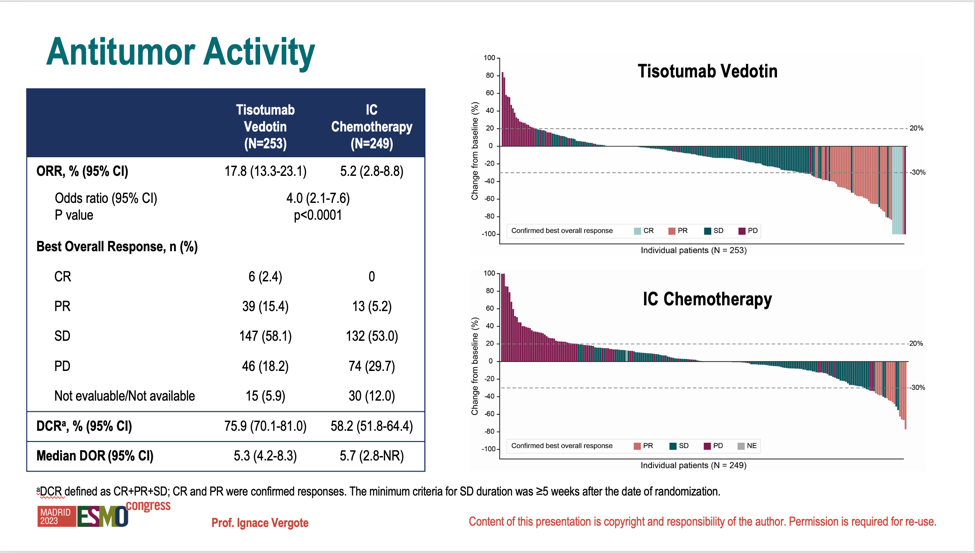 Antitumor Activity
Tisotumab Vedotin (N=253)
IC Chemotherapy (N=249)
ORR, % (95% CI) 17.8 (13.3-23.1) 5.2 (2.8-8.8)
Odds ratio (95% CI) 4.0 (2.1-7.6)
P value p<0.0001
Best Overall Response, n (%)
CR 6 (2.4) 0
PR 39 (15.4) 13 (5.2)
SD 147 (58.1) 132 (53.0)
PD 46 (18.2) 74 (29.7)
Not evaluable/Not available 15 (5.9) 30 (12.0)
DCRᵃ, % (95% CI) 75.9 (70.1-81.0) 58.2 (51.8-64.4)
Median DOR (95% CI) 5.3 (4.2-8.3) 5.7 (2.8-NR)
Tisotumab Vedotin
Change from baseline (%)
100
80
60
40
20
0
-20
-40
-60
-80
-100
20%
-30%
Confirmed best overall response CR PR SD PD
Individual patients (N = 253)
IC Chemotherapy
Change from baseline (%)
100
80
60
40
20
0
-20
-40
-60
-80
-100
20%
-30%
Confirmed best overall response PR SD PD NE
Individual patients (N = 249)
ᵃDCR defined as CR+PR+SD; CR and PR were confirmed responses. The minimum criteria for SD duration was ≥5 weeks after the date of randomization.
MADRID
2023
ESMO congress
Prof. Ignace Vergote
Content of this presentation is copyright and responsibility of the author. Permission is required for re-use.